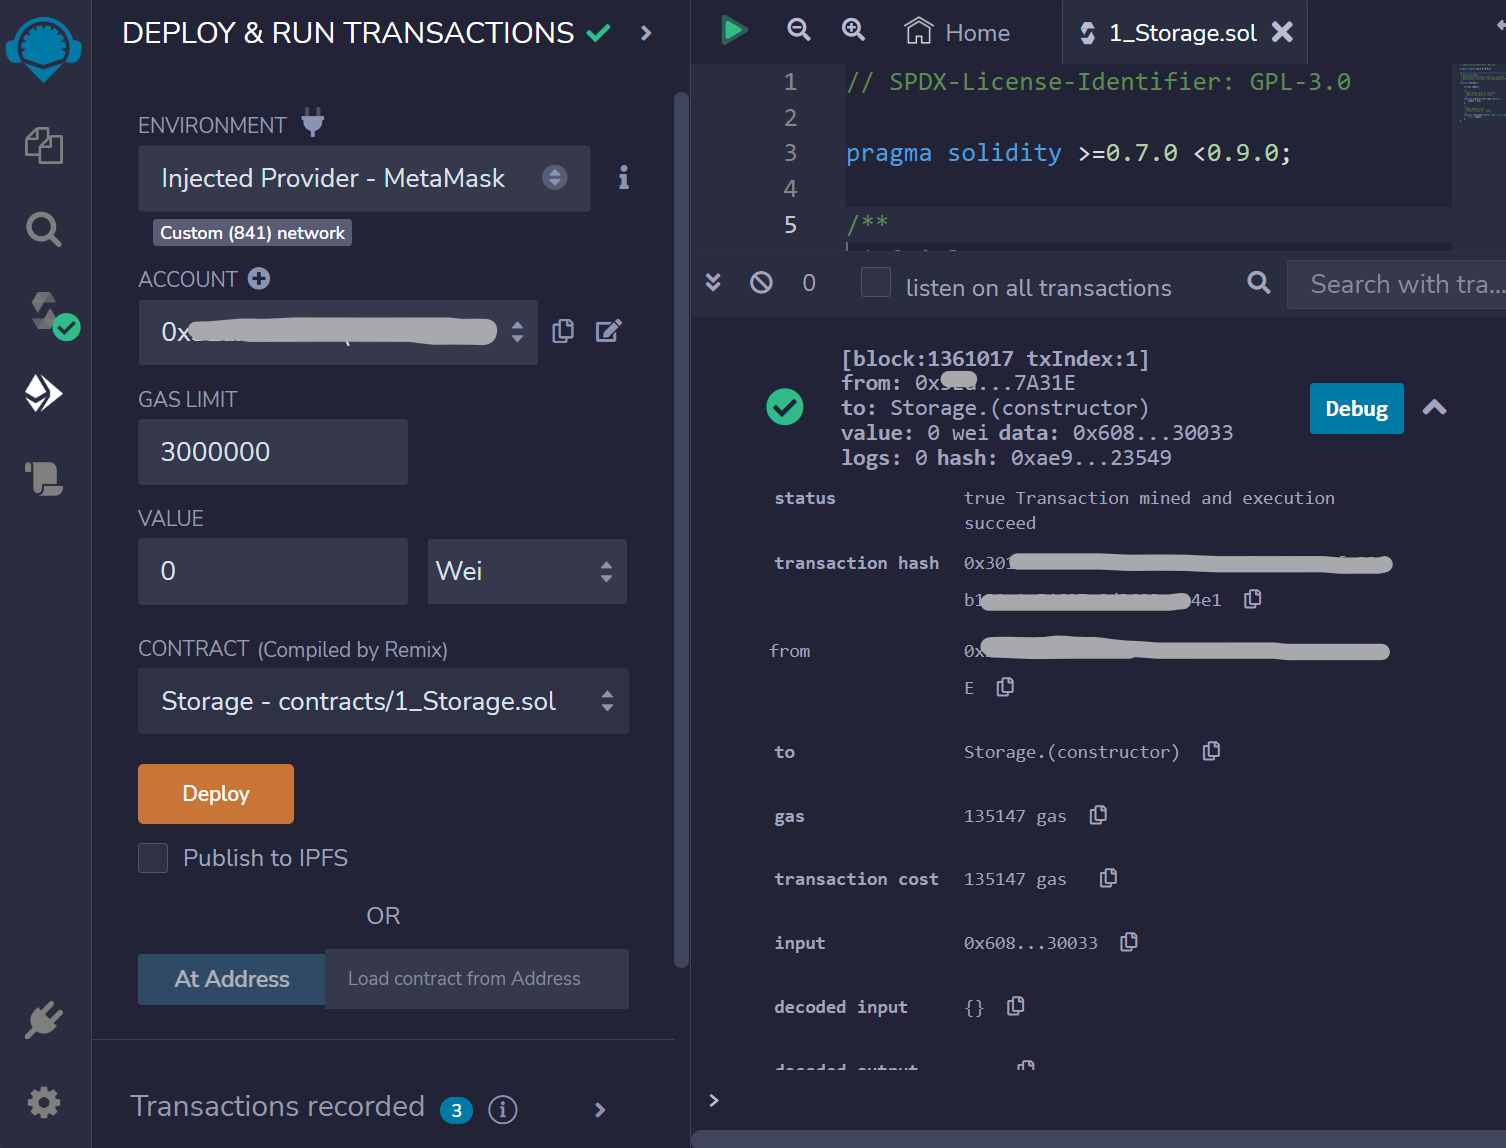 DEPLOY & RUN TRANSACTIONS
ENVIRONMENT
Injected Provider - MetaMask
Custom (841) network
ACCOUNT
0x
GAS LIMIT
3000000
VALUE
0
Wei
CONTRACT (Compiled by Remix)
Storage - contracts/1_Storage.sol
Deploy
Publish to IPFS
OR
At Address
Load contract from Address
Transactions recorded 3 i
Home
1_Storage.sol
1 // SPDX-License-Identifier: GPL-3.0
2
3 pragma solidity >=0.7.0 <0.9.0;
4
5 /**
0
listen on all transactions
Search with tra...
[block:1361017 txIndex:1]
from: 0x...7A31E
to: Storage.(constructor)
value: 0 wei data: 0x608...30033
logs: 0 hash: 0xae9...23549
Debug
status true Transaction mined and execution
succeed
transaction hash 0x301
b1 4e1
from 0x
E
to Storage.(constructor)
gas 135147 gas
transaction cost 135147 gas
input 0x608...30033
decoded input {}
decoded output
>